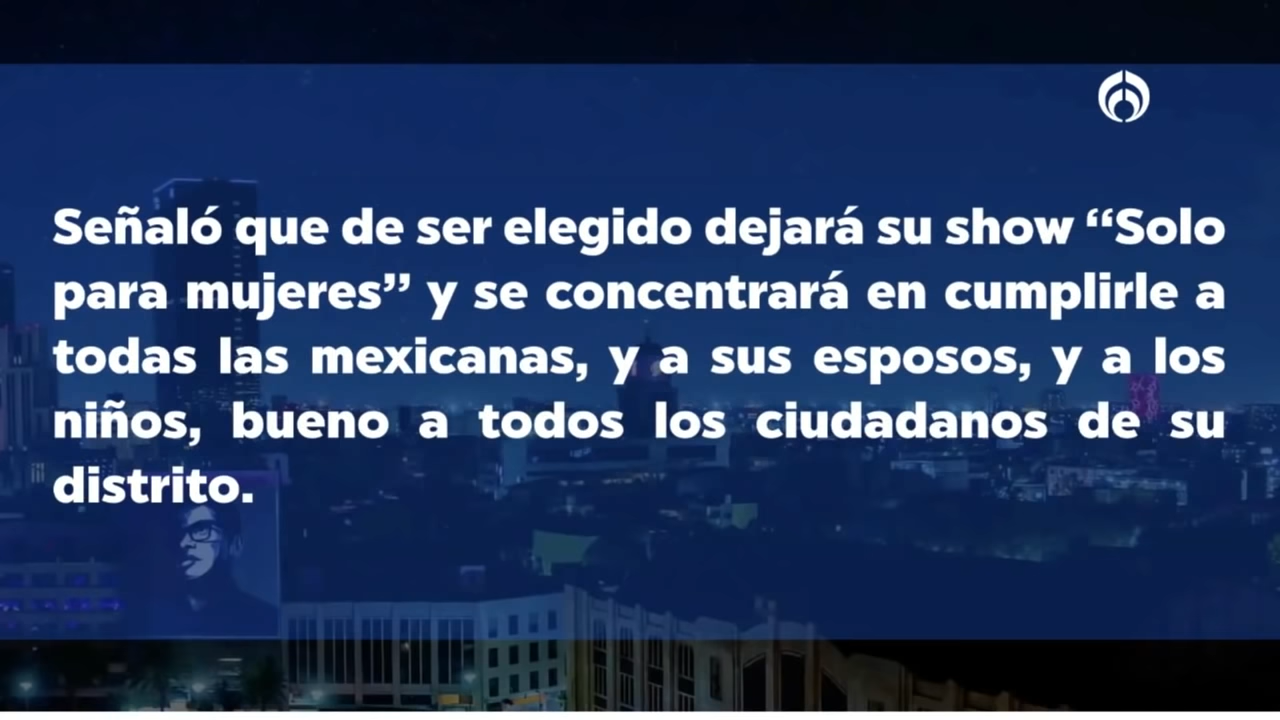 Señaló que de ser elegido dejará su show “Solo
para mujeres” y se concentrará en cumplirle a
todas las mexicanas, y a sus esposos, y a los
niños, bueno a todos los ciudadanos de su
distrito.